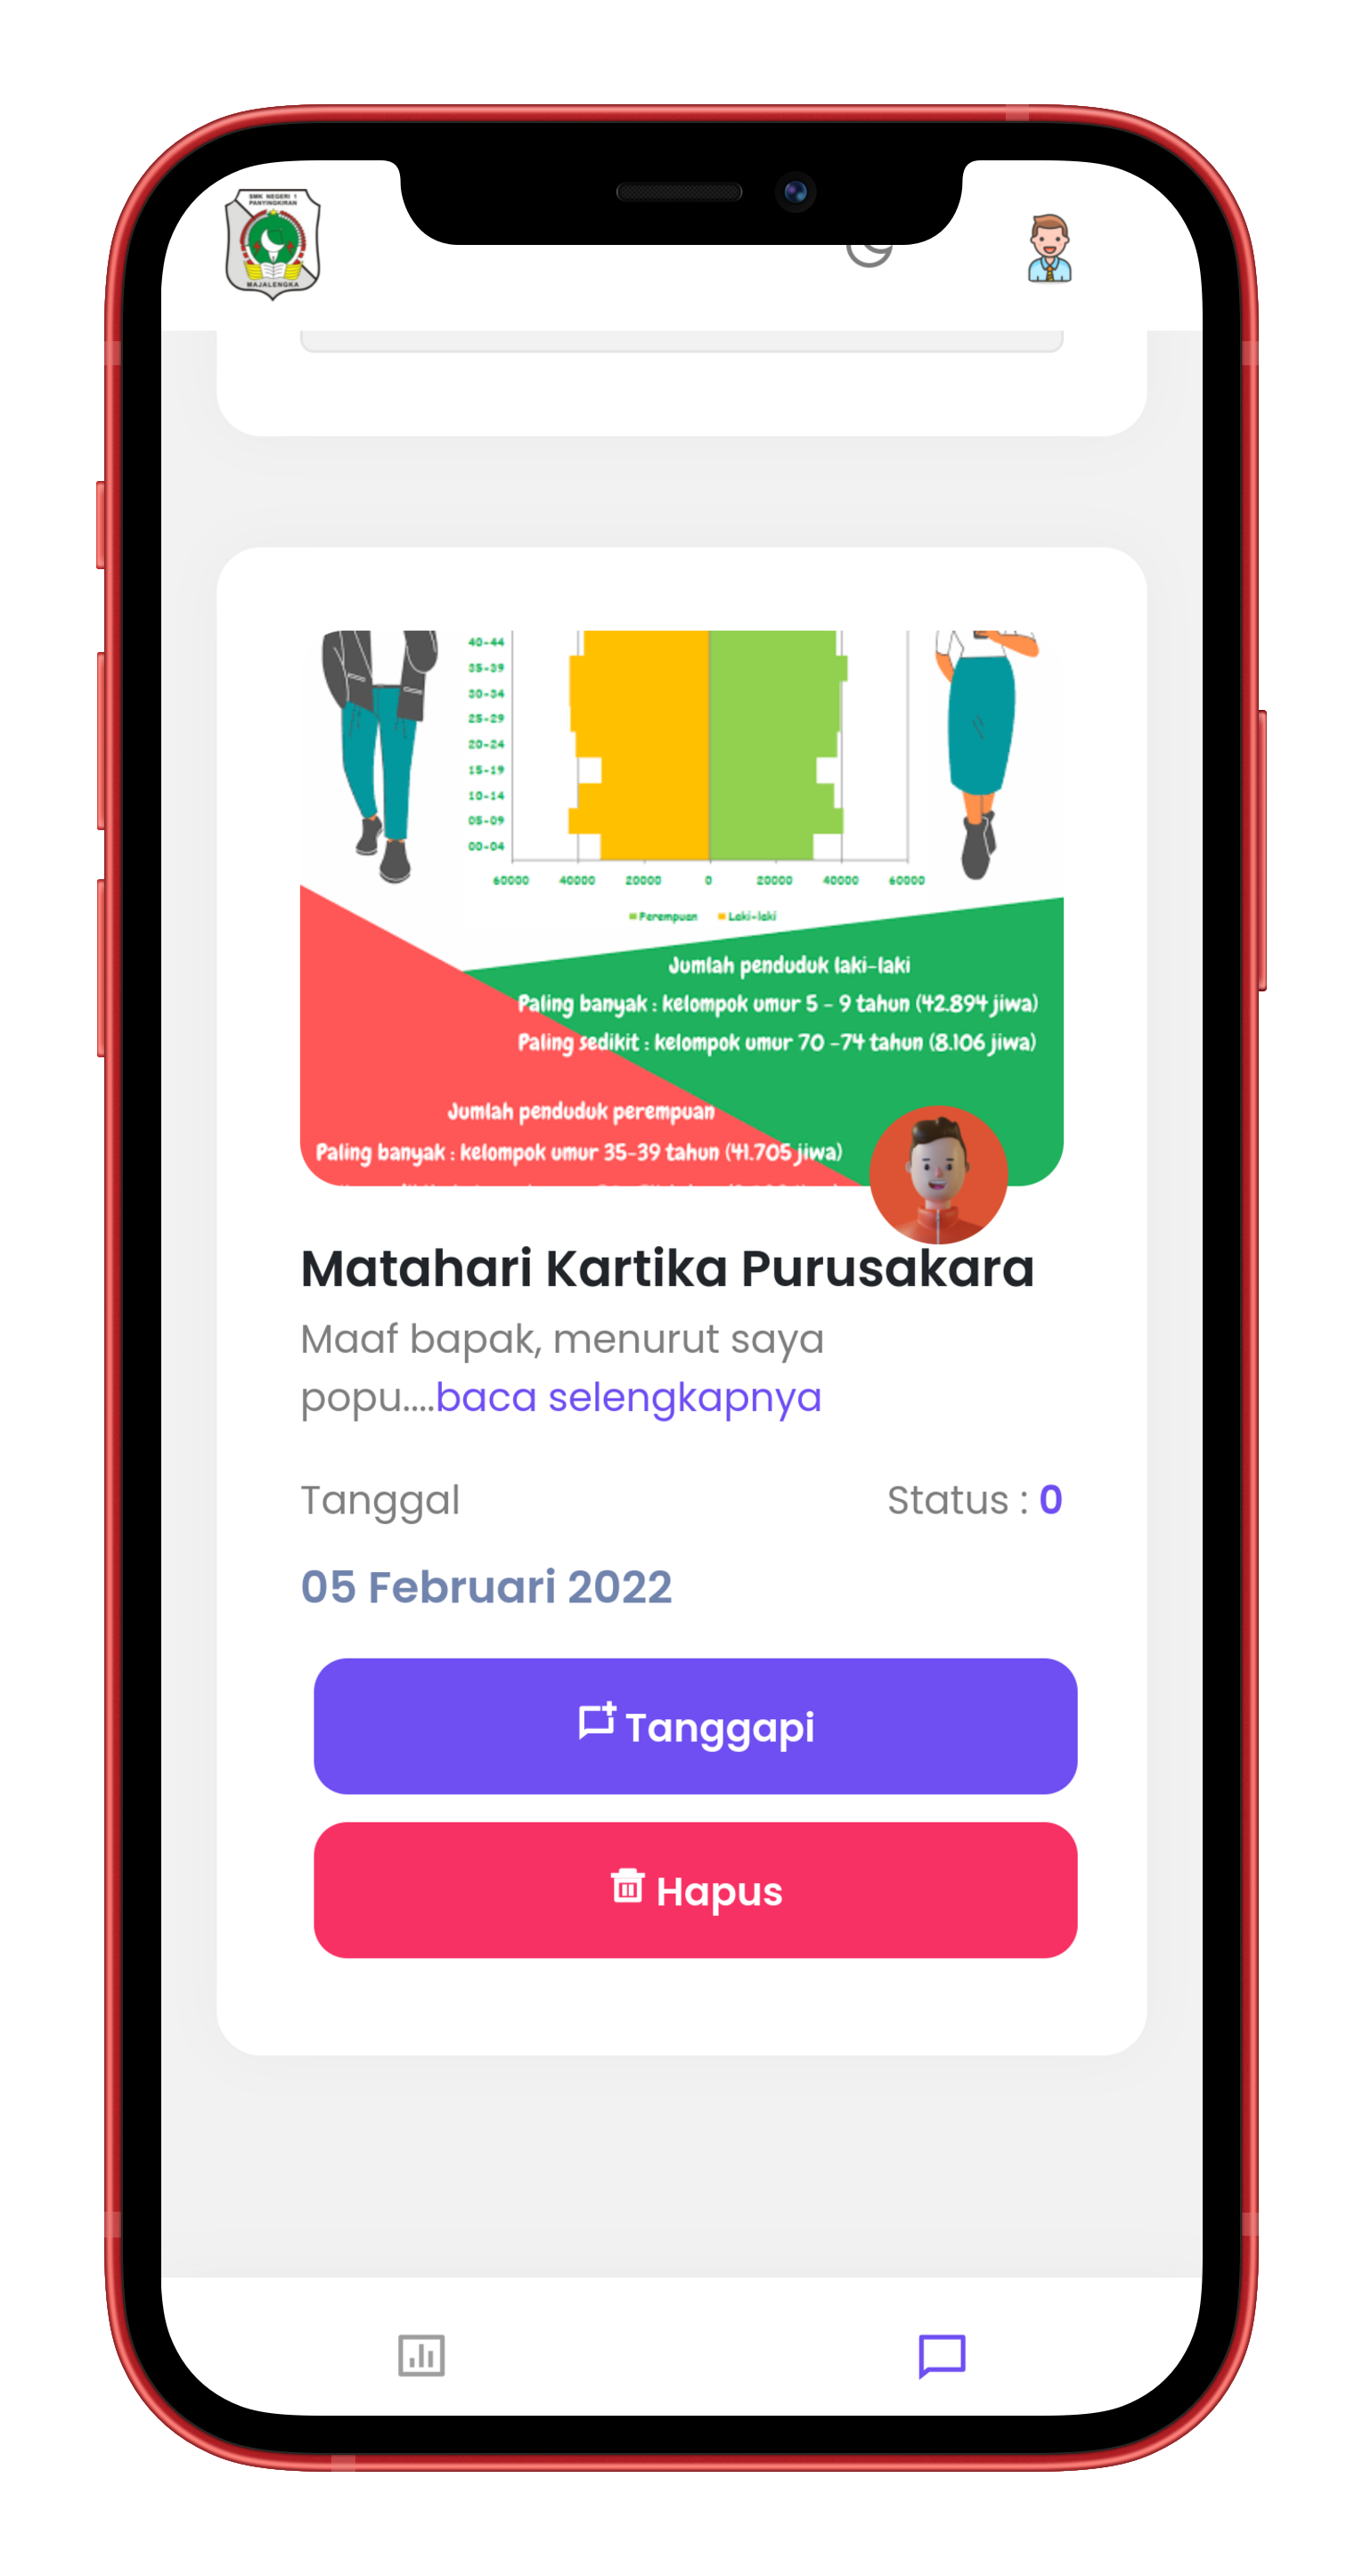 SMK NEGERI 1
PANYINGKIRAN
MAJALENGKA
40-44
35-39
30-34
25-29
20-24
15-19
10-14
05-09
00-04
60000 40000 20000 0 20000 40000 60000
Perempuan Laki-laki
Jumlah penduduk laki-laki
Paling banyak : kelompok umur 5 - 9 tahun (42.894 jiwa)
Paling sedikit : kelompok umur 70 -74 tahun (8.106 jiwa)
Jumlah penduduk perempuan
Paling banyak : kelompok umur 35-39 tahun (41.705 jiwa)
Matahari Kartika Purusakara
Maaf bapak, menurut saya
popu....baca selengkapnya
Tanggal Status : 0
05 Februari 2022
Tanggapi
Hapus